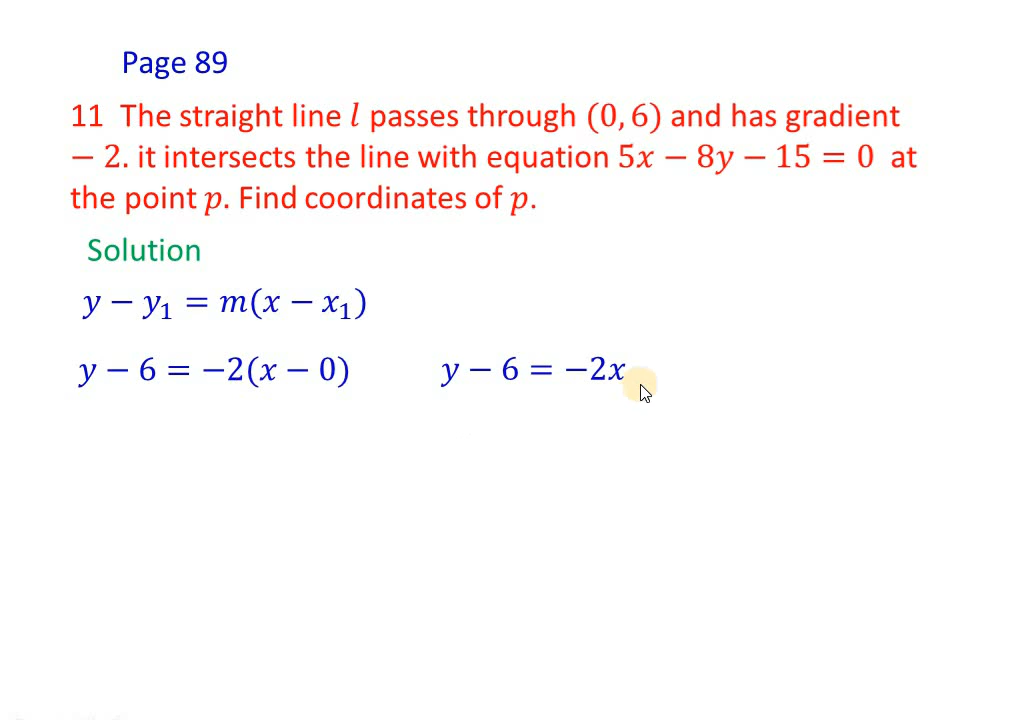 Page 89
11 The straight line l passes through (0, 6) and has gradient
− 2. it intersects the line with equation 5x − 8y − 15 = 0 at
the point p. Find coordinates of p.
Solution
y − y₁ = m(x − x₁)
y − 6 = −2(x − 0) y − 6 = −2x